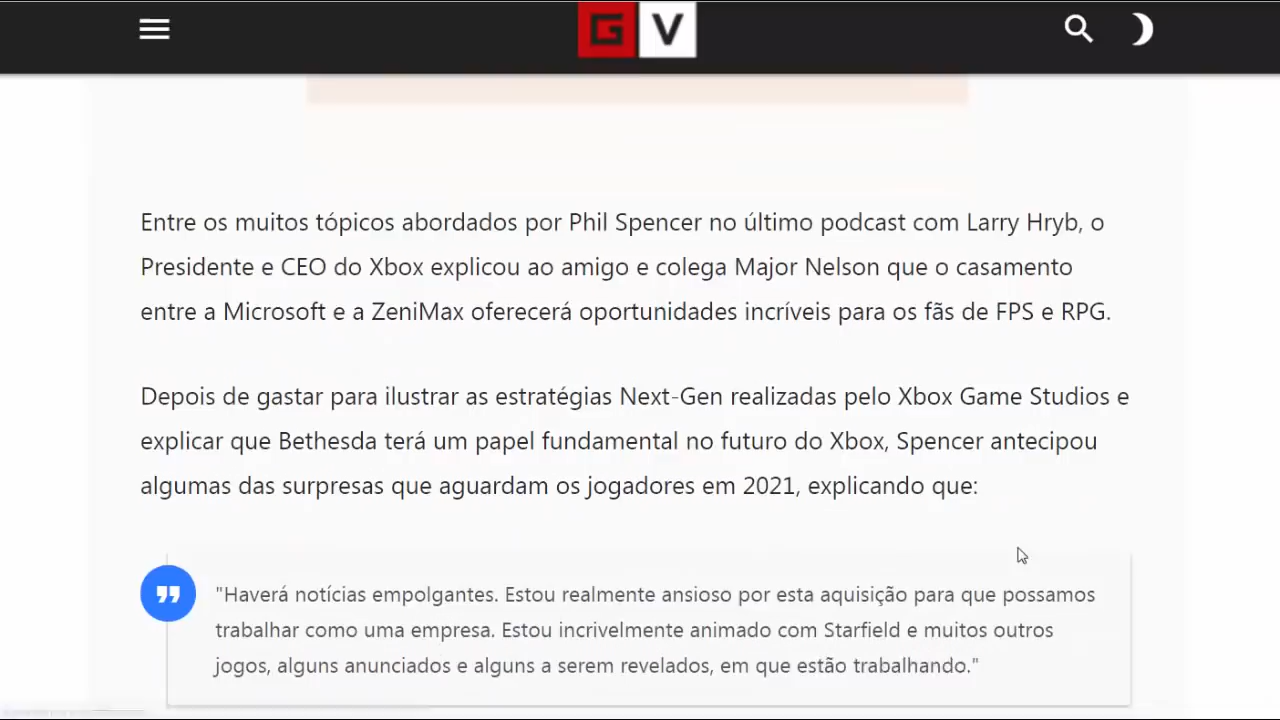 G V
Entre os muitos tópicos abordados por Phil Spencer no último podcast com Larry Hryb, o
Presidente e CEO do Xbox explicou ao amigo e colega Major Nelson que o casamento
entre a Microsoft e a ZeniMax oferecerá oportunidades incríveis para os fãs de FPS e RPG.
Depois de gastar para ilustrar as estratégias Next-Gen realizadas pelo Xbox Game Studios e
explicar que Bethesda terá um papel fundamental no futuro do Xbox, Spencer antecipou
algumas das surpresas que aguardam os jogadores em 2021, explicando que:
"Haverá notícias empolgantes. Estou realmente ansioso por esta aquisição para que possamos
trabalhar como uma empresa. Estou incrivelmente animado com Starfield e muitos outros
jogos, alguns anunciados e alguns a serem revelados, em que estão trabalhando."